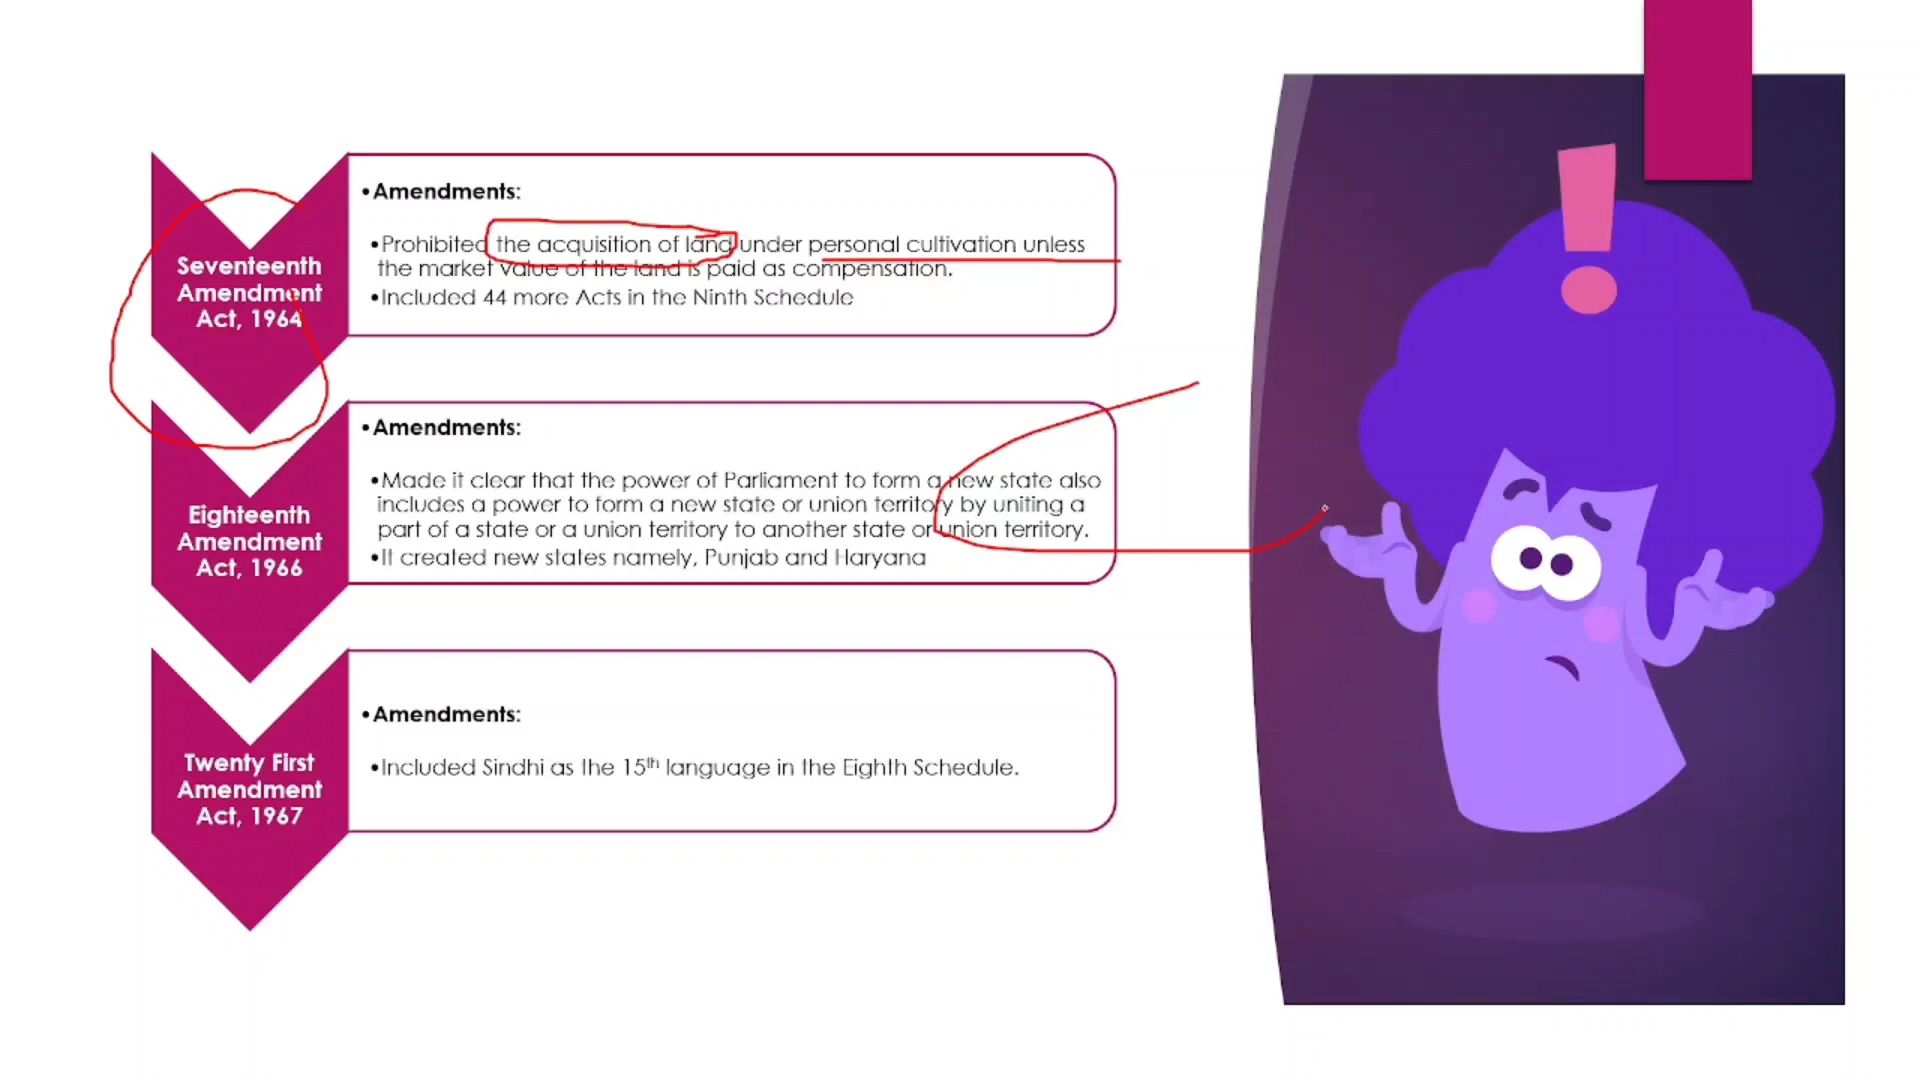 Seventeenth
Amendment
Act, 1964
•Amendments:
•Prohibited the acquisition of land under personal cultivation unless
the market value of the land is paid as compensation.
•Included 44 more Acts in the Ninth Schedule
Eighteenth
Amendment
Act, 1966
•Amendments:
•Made it clear that the power of Parliament to form a new state also
includes a power to form a new state or union territory by uniting a
part of a state or a union territory to another state or union territory.
•It created new states namely, Punjab and Haryana
Twenty First
Amendment
Act, 1967
•Amendments:
•Included Sindhi as the 15th language in the Eighth Schedule.